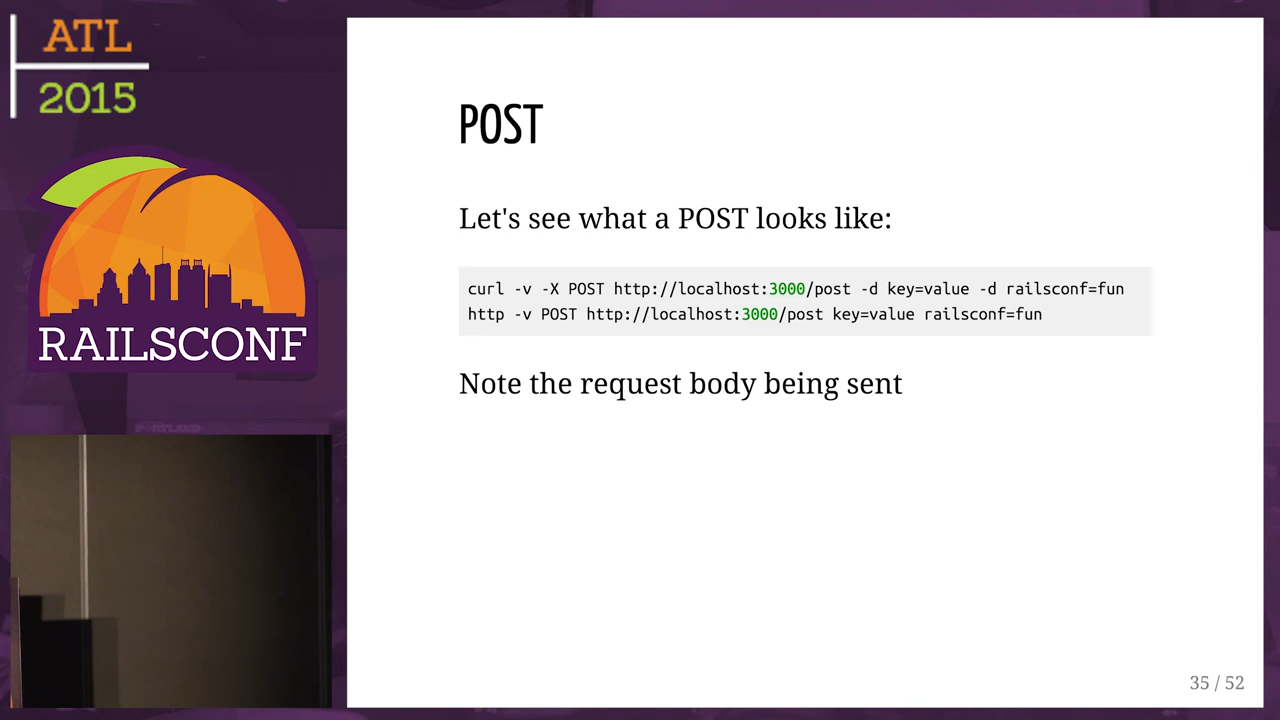 ATL
2015
RAILSCONF
POST
Let's see what a POST looks like:
curl -v -X POST http://localhost:3000/post -d key=value -d railsconf=fun
http -v POST http://localhost:3000/post key=value railsconf=fun
Note the request body being sent
35 / 52
PORTLAND